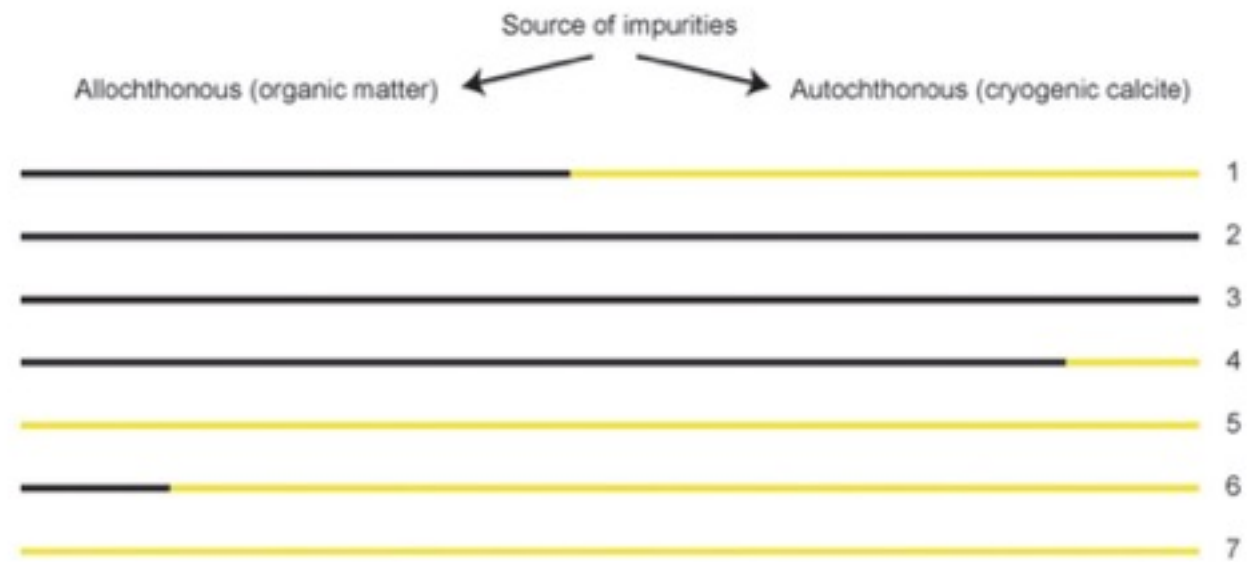 Source of impurities
Allochthonous (organic matter)
Autochthonous (cryogenic calcite)
1
2
3
4
5
6
7